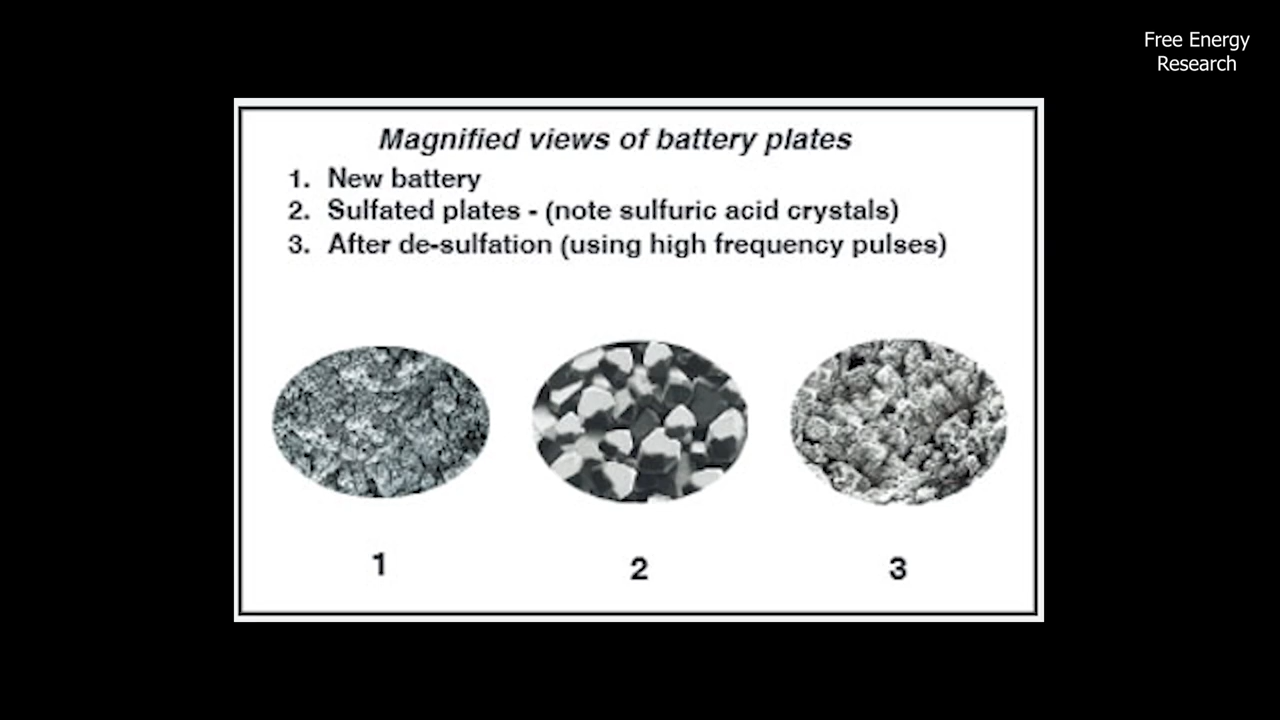 Free Energy
Research
Magnified views of battery plates
1. New battery
2. Sulfated plates - (note sulfuric acid crystals)
3. After de-sulfation (using high frequency pulses)
1
2
3